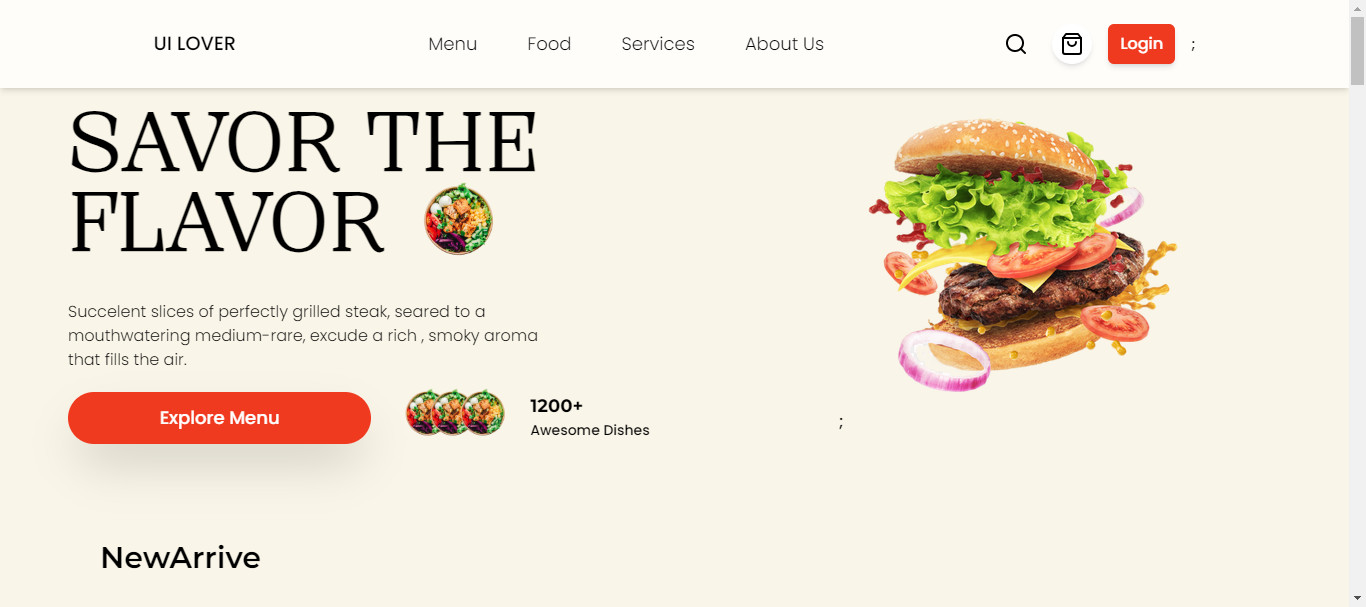 UI LOVER
Menu Food Services About Us
Login ;
SAVOR THE
FLAVOR
Succelent slices of perfectly grilled steak, seared to a
mouthwatering medium-rare, excude a rich , smoky aroma
that fills the air.
Explore Menu
1200+
Awesome Dishes
;
NewArrive